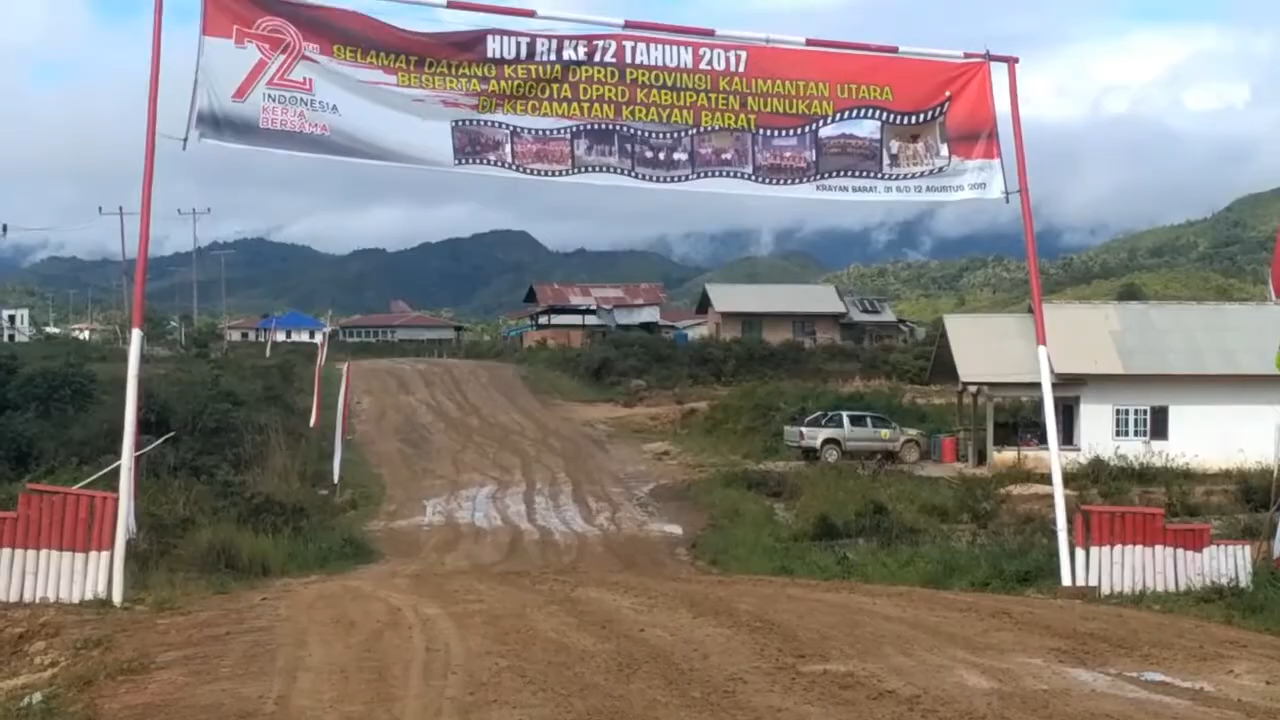 HUT RI KE 72 TAHUN 2017
SELAMAT DATANG KETUA DPRD PROVINSI KALIMANTAN UTARA
BESERTA ANGGOTA DPRD KABUPATEN NUNUKAN
DI KECAMATAN KRAYAN BARAT
72TH
INDONESIA
KERJA
BERSAMA
KRAYAN BARAT, 01 S/D 12 AGUSTUS 2017